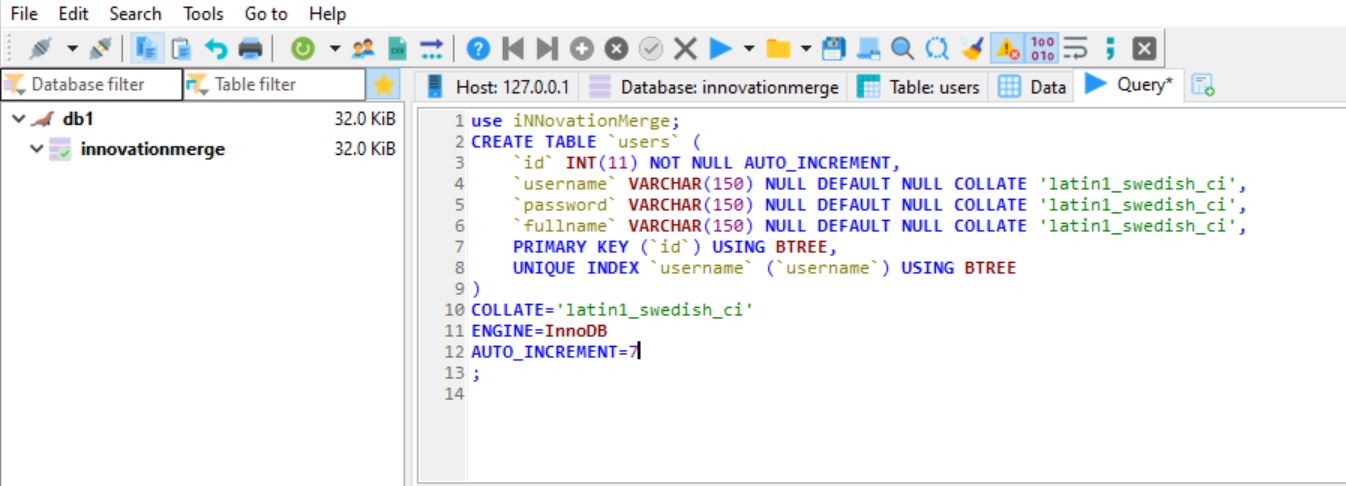 File Edit Search Tools Go to Help
Database filter Table filter Host: 127.0.0.1 Database: innovationmerge Table: users Data Query*
db1 32.0 KiB
innovationmerge 32.0 KiB
1 use iNNovationMerge;
2 CREATE TABLE `users` (
3 `id` INT(11) NOT NULL AUTO_INCREMENT,
4 `username` VARCHAR(150) NULL DEFAULT NULL COLLATE 'latin1_swedish_ci',
5 `password` VARCHAR(150) NULL DEFAULT NULL COLLATE 'latin1_swedish_ci',
6 `fullname` VARCHAR(150) NULL DEFAULT NULL COLLATE 'latin1_swedish_ci',
7 PRIMARY KEY (`id`) USING BTREE,
8 UNIQUE INDEX `username` (`username`) USING BTREE
9 )
10 COLLATE='latin1_swedish_ci'
11 ENGINE=InnoDB
12 AUTO_INCREMENT=7
13 ;
14